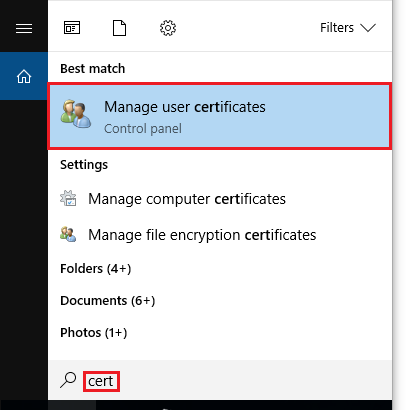 Filters
Best match
Manage user certificates
Control panel
Settings
Manage computer certificates
Manage file encryption certificates
Folders (4+)
Documents (6+)
Photos (1+)
cert